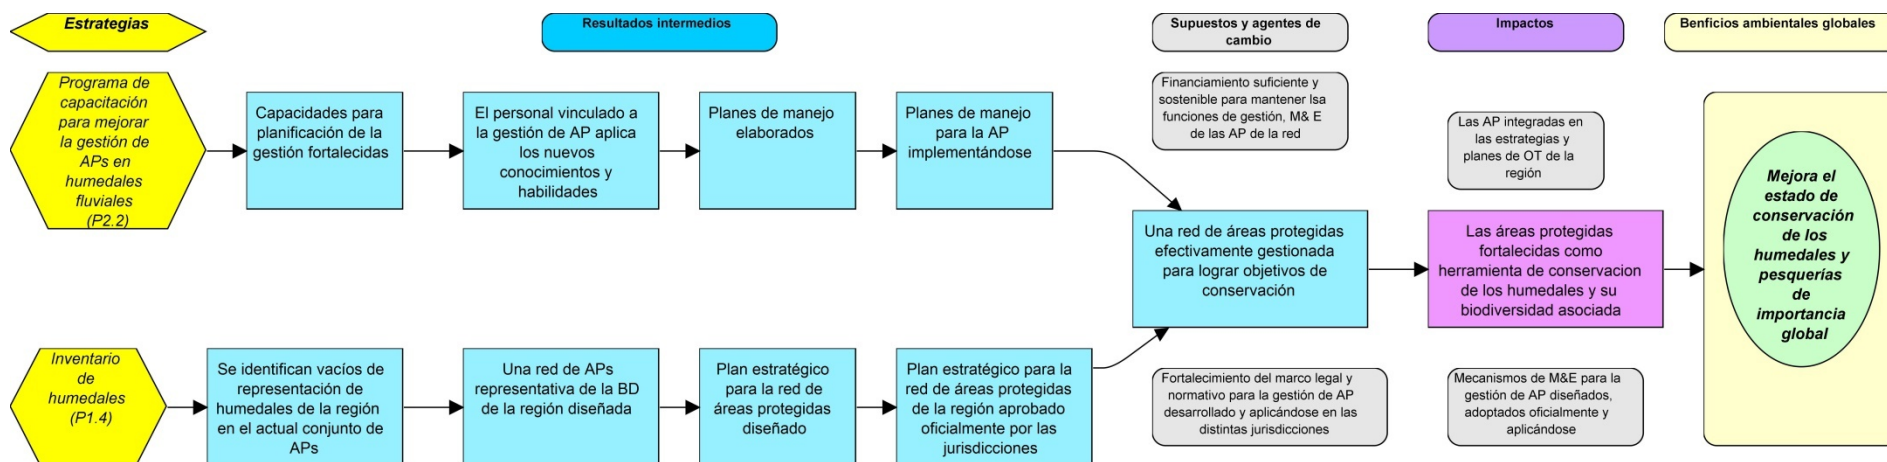 Estrategias
Resultados intermedios
Supuestos y agentes de
cambio
Impactos
Benficios ambientales globales
Programa de
capacitación
para mejorar
la gestión de
APs en
humedales
fluviales
(P2.2)
Capacidades para
planificación de la
gestión fortalecidas
El personal vinculado a
la gestión de AP aplica
los nuevos
conocimientos y
habilidades
Planes de manejo
elaborados
Planes de manejo
para la AP
implementándose
Financiamiento suficiente y
sostenible para mantener lsa
funciones de gestión, M& E
de las AP de la red
Las AP integradas en
las estrategias y
planes de OT de la
región
Una red de áreas protegidas
efectivamente gestionada
para lograr objetivos de
conservación
Las áreas protegidas
fortalecidas como
herramienta de conservacion
de los humedales y su
biodiversidad asociada
Mejora el
estado de
conservación
de los
humedales y
pesquerías
de
importancia
global
Inventario
de
humedales
(P1.4)
Se identifican vacíos de
representación de
humedales de la región
en el actual conjunto de
APs
Una red de APs
representativa de la BD
de la región diseñada
Plan estratégico
para la red de
áreas protegidas
diseñado
Plan estratégico para la
red de áreas protegidas
de la región aprobado
oficialmente por las
jurisdicciones
Fortalecimiento del marco legal y
normativo para la gestión de AP
desarrollado y aplicándose en las
distintas jurisdicciones
Mecanismos de M&E para la
gestión de AP diseñados,
adoptados oficialmente y
aplicándose